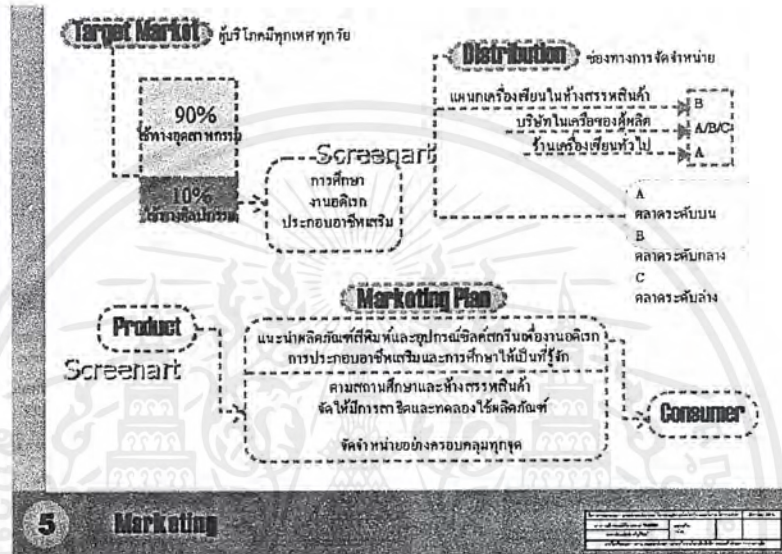 Target Market ผู้บริโภคมีทุกเพศ ทุกวัย
90%
ใช้ทางอุตสาหกรรม
10%
ใช้ทางศิลปกรรม
Screenart
การศึกษา
งานอดิเรก
ประกอบอาชีพเสริม
Distribution ช่องทางการจัดจำหน่าย
แผนกเครื่องเขียนในห้างสรรพสินค้า B
บริษัทในเครือของผู้ผลิต A/B/C
ร้านเครื่องเขียนทั่วไป A
A
ตลาดระดับบน
B
ตลาดระดับกลาง
C
ตลาดระดับล่าง
Marketing Plan
Product
Screenart
แนะนำผลิตภัณฑ์สีพิมพ์และอุปกรณ์ซิลค์สกรีนเพื่องานอดิเรก
การประกอบอาชีพเสริมและการศึกษาให้เป็นที่รู้จัก
ตามสถานศึกษาและห้างสรรพสินค้า
จัดให้มีการสาธิตและทดลองใช้ผลิตภัณฑ์
จัดจำหน่ายอย่างครอบคลุมทุกจุด
Consumer
5 Marketing